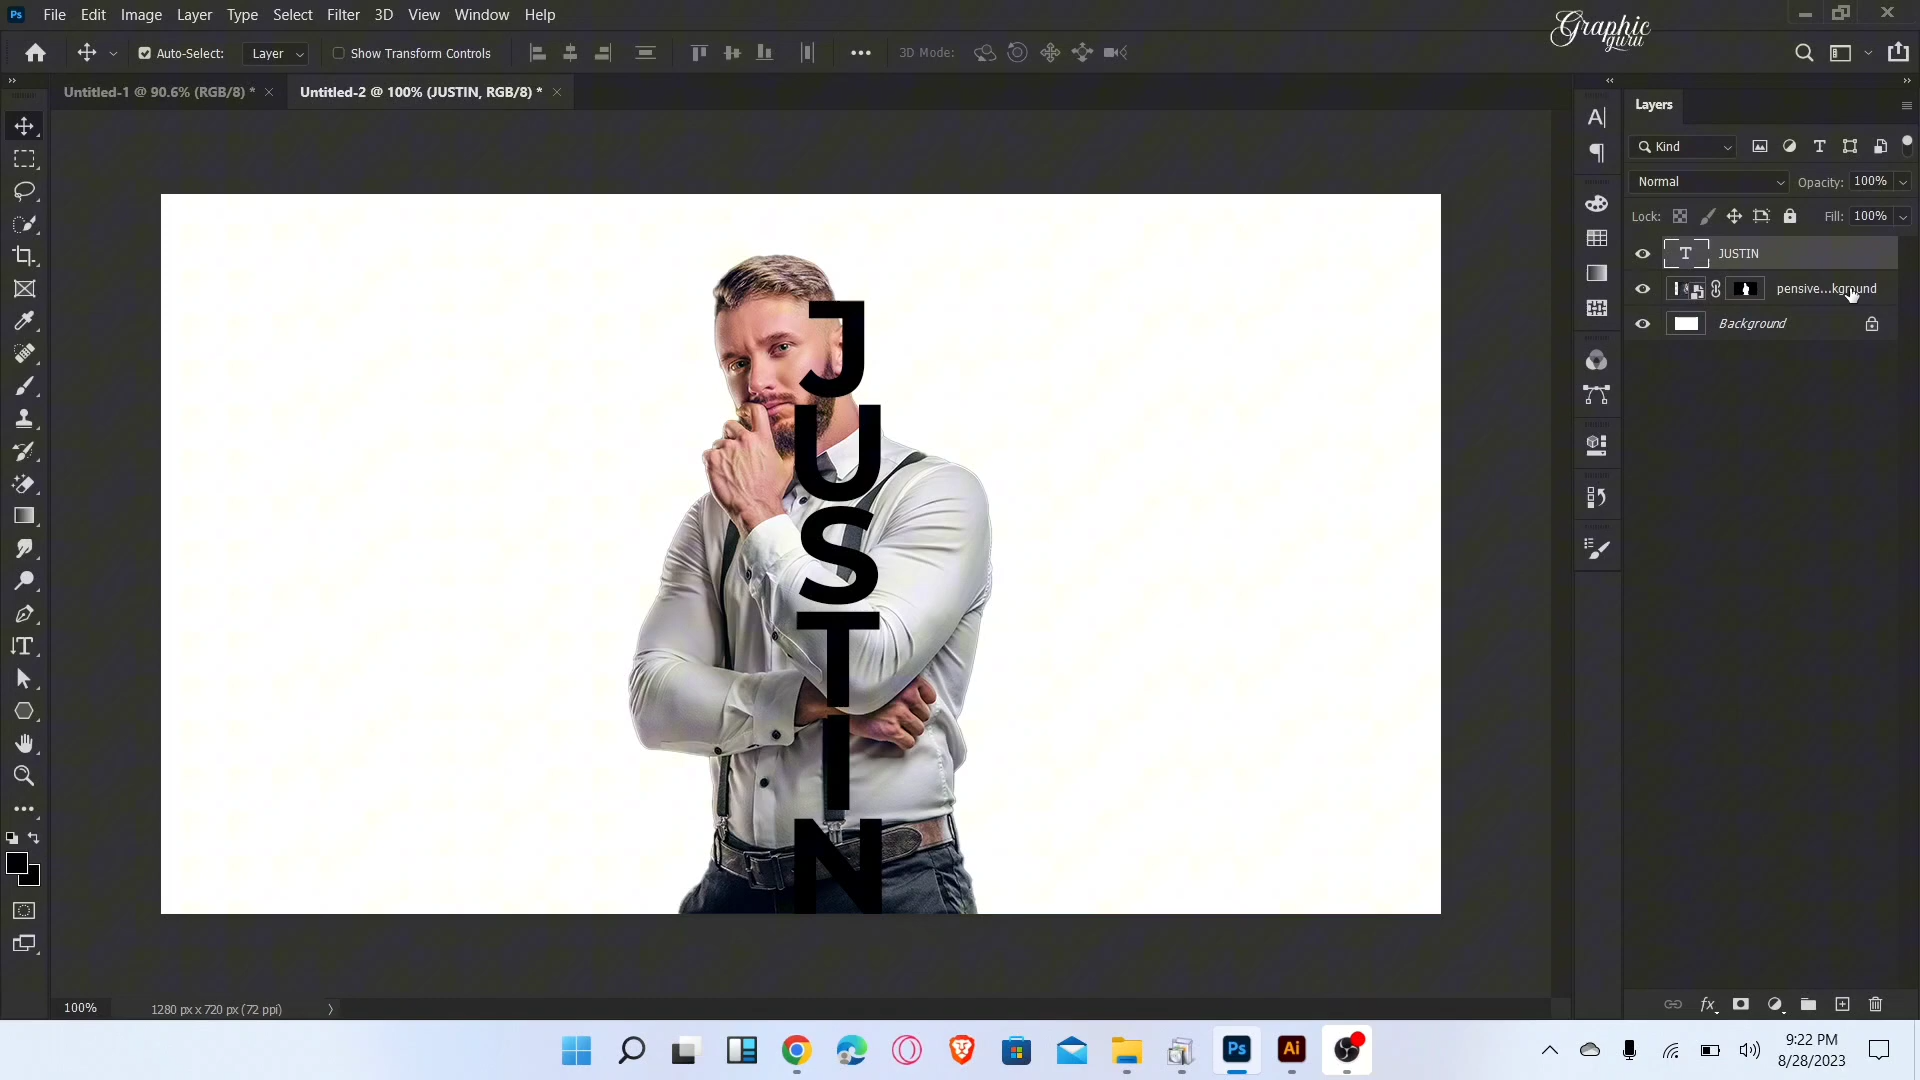 Ps File Edit Image Layer Type Select Filter 3D View Window Help
Graphic guru
Auto-Select: Layer Show Transform Controls 3D Mode:
Untitled-1 @ 90.6% (RGB/8) * Untitled-2 @ 100% (JUSTIN, RGB/8) *
Layers
Kind
Normal Opacity: 100%
Lock: Fill: 100%
JUSTIN
pensive...kground
Background
J
U
S
T
I
N
100% 1280 px x 720 px (72 ppi)
Ps Ai
9:22 PM
8/28/2023